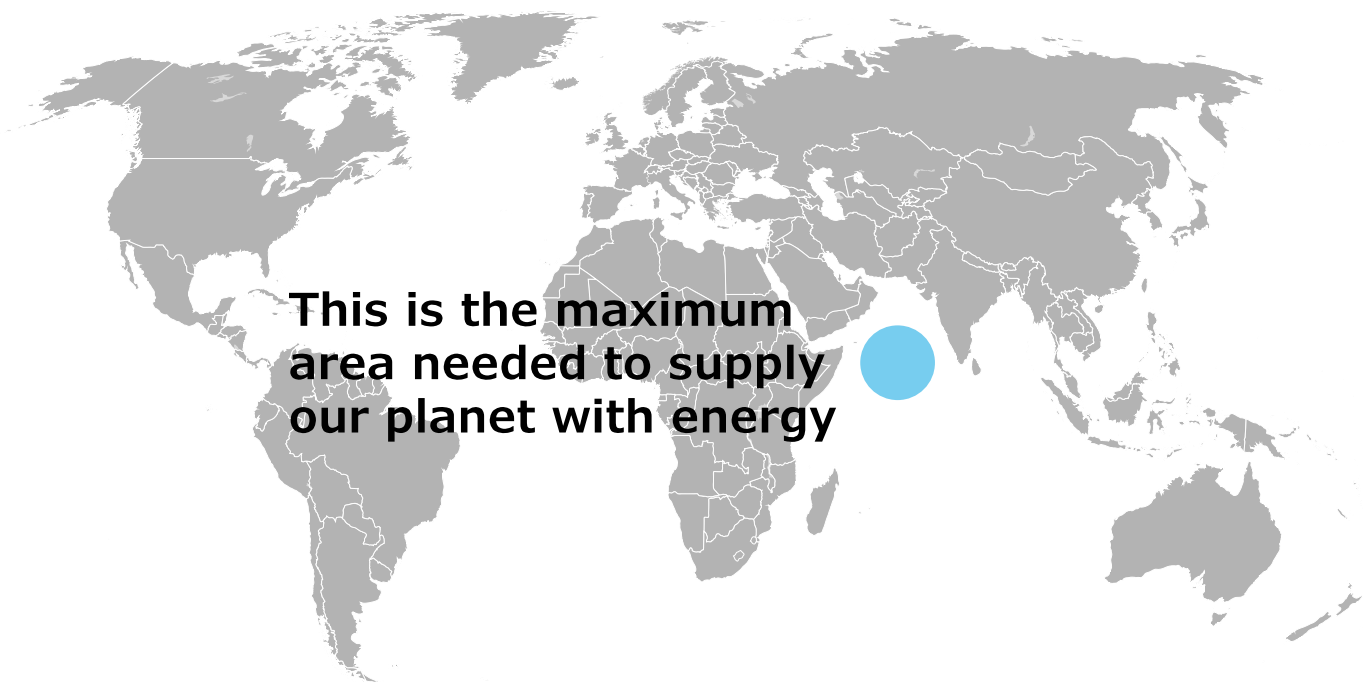 This is the maximum
area needed to supply
our planet with energy